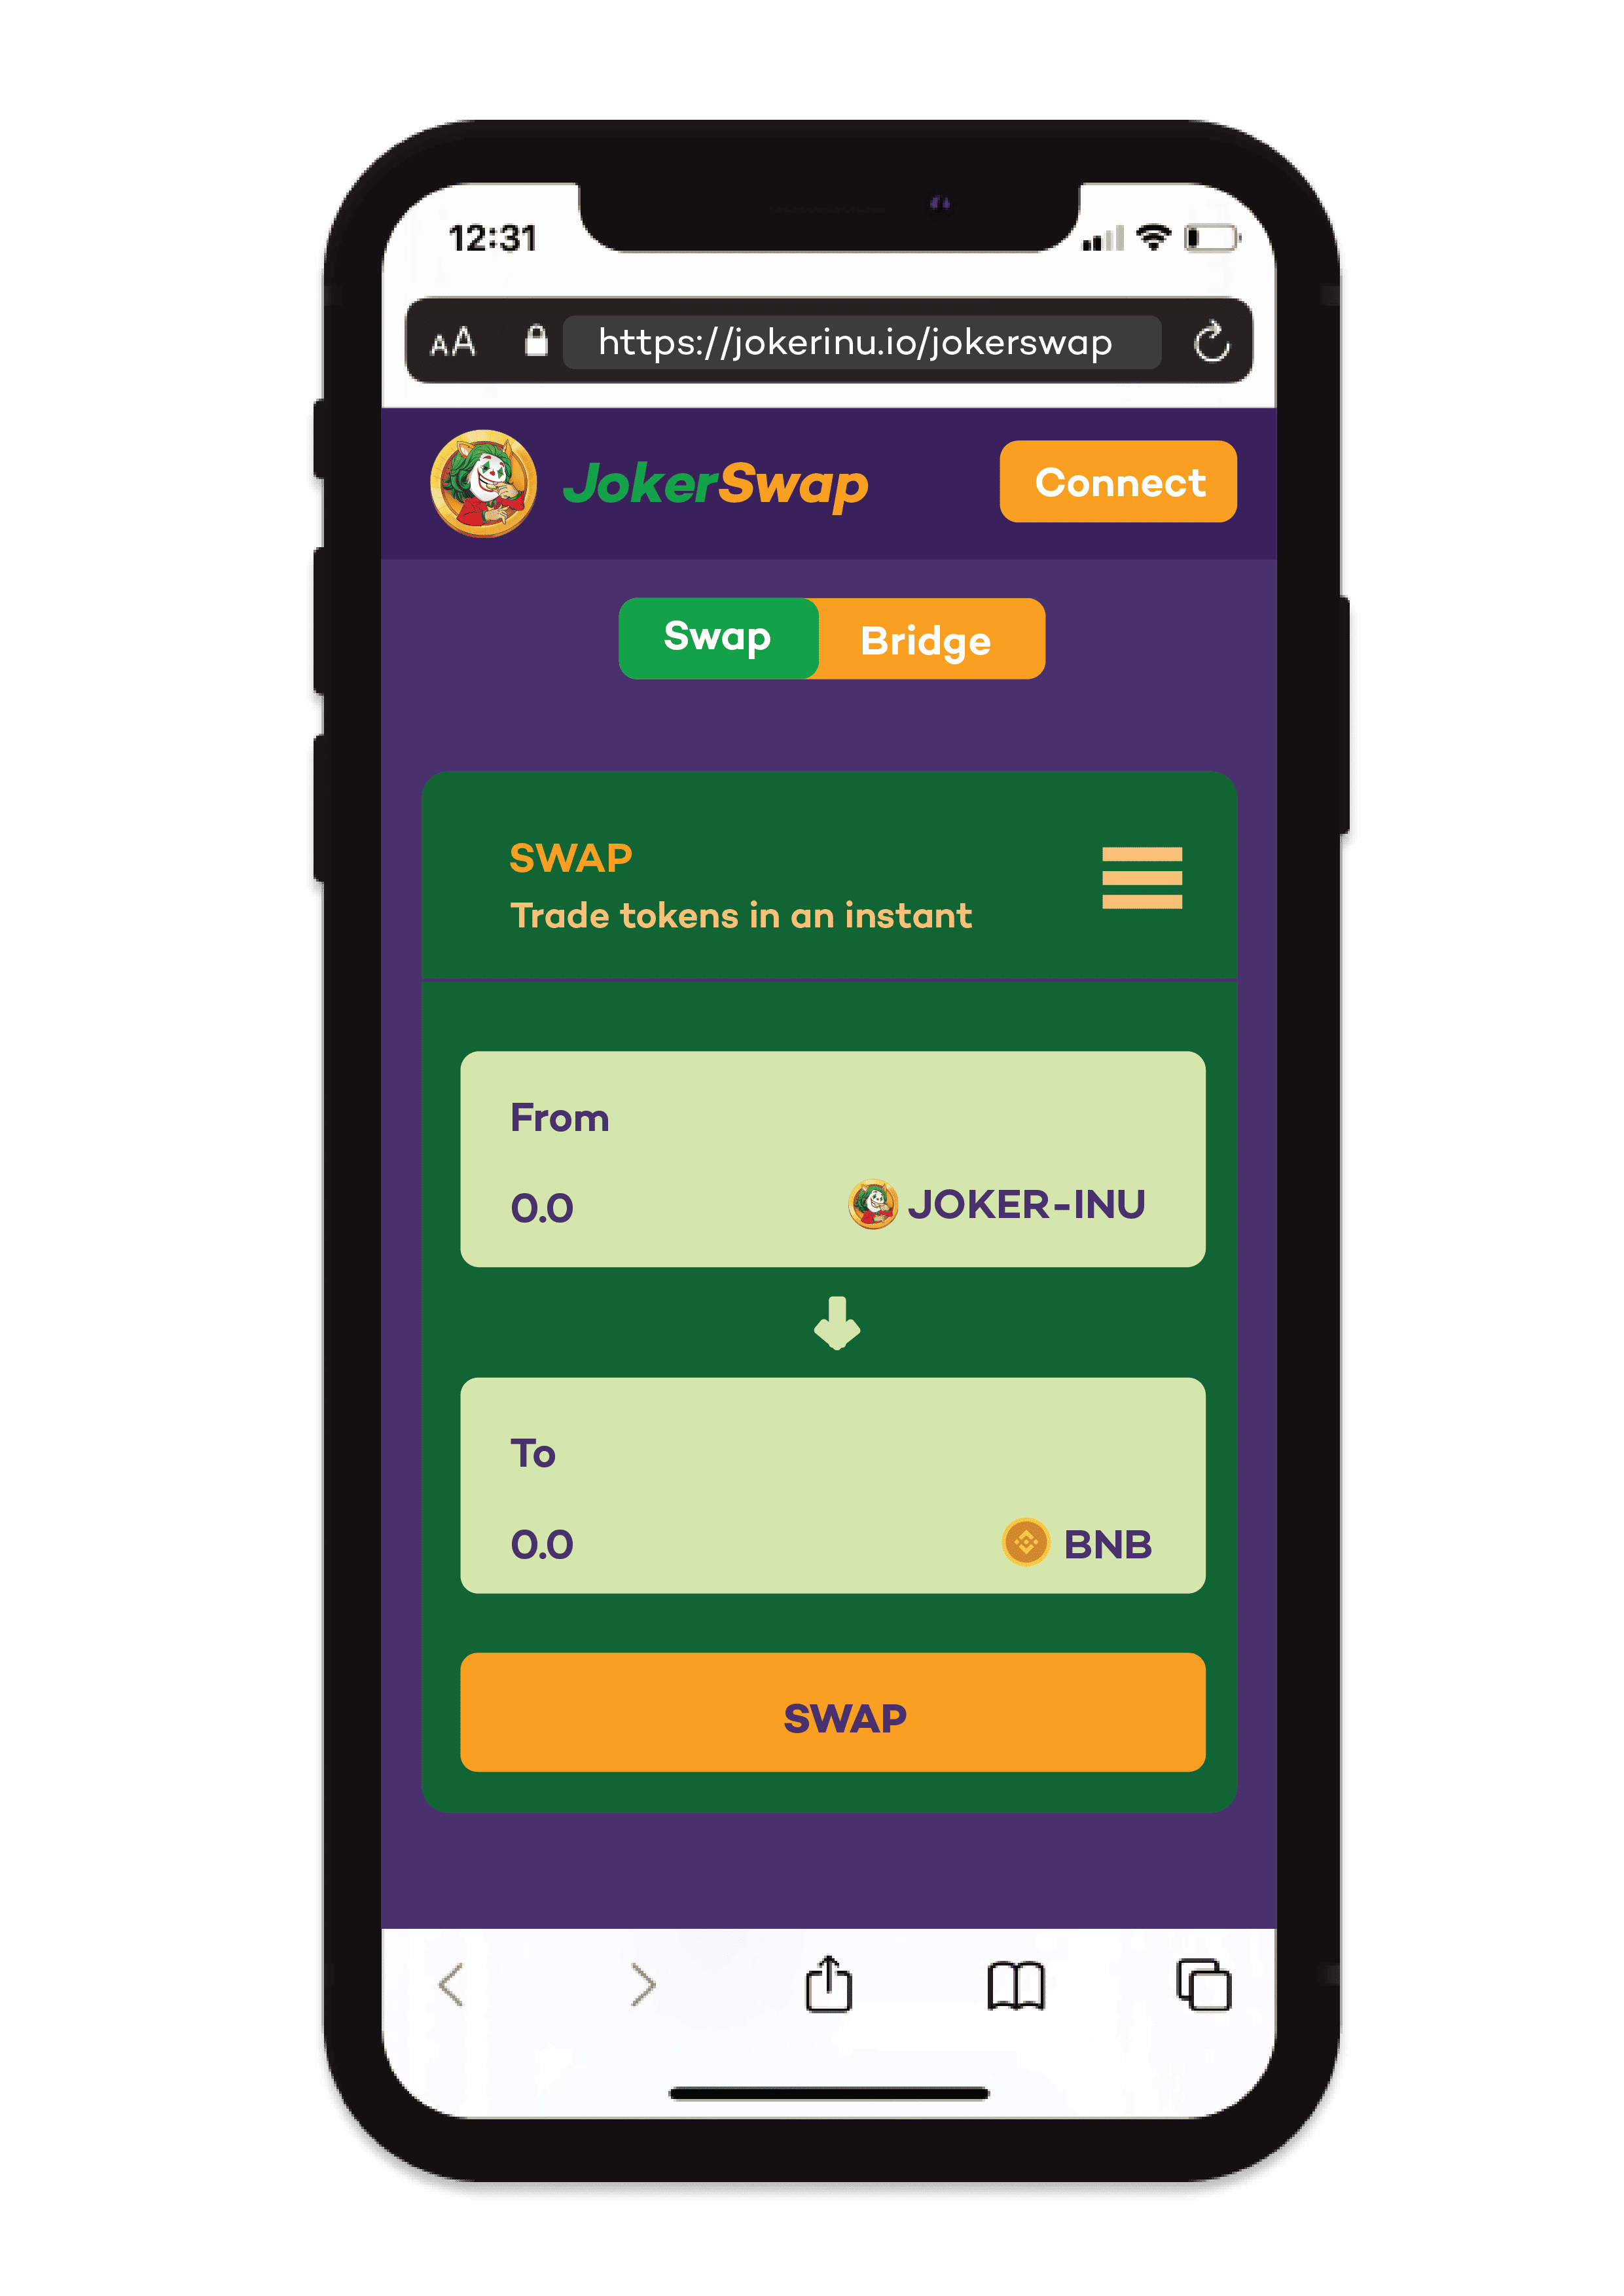 12:31
AA https://jokerinu.io/jokerswap
JokerSwap Connect
Swap Bridge
SWAP
Trade tokens in an instant
From
0.0 JOKER-INU
To
0.0 BNB
SWAP